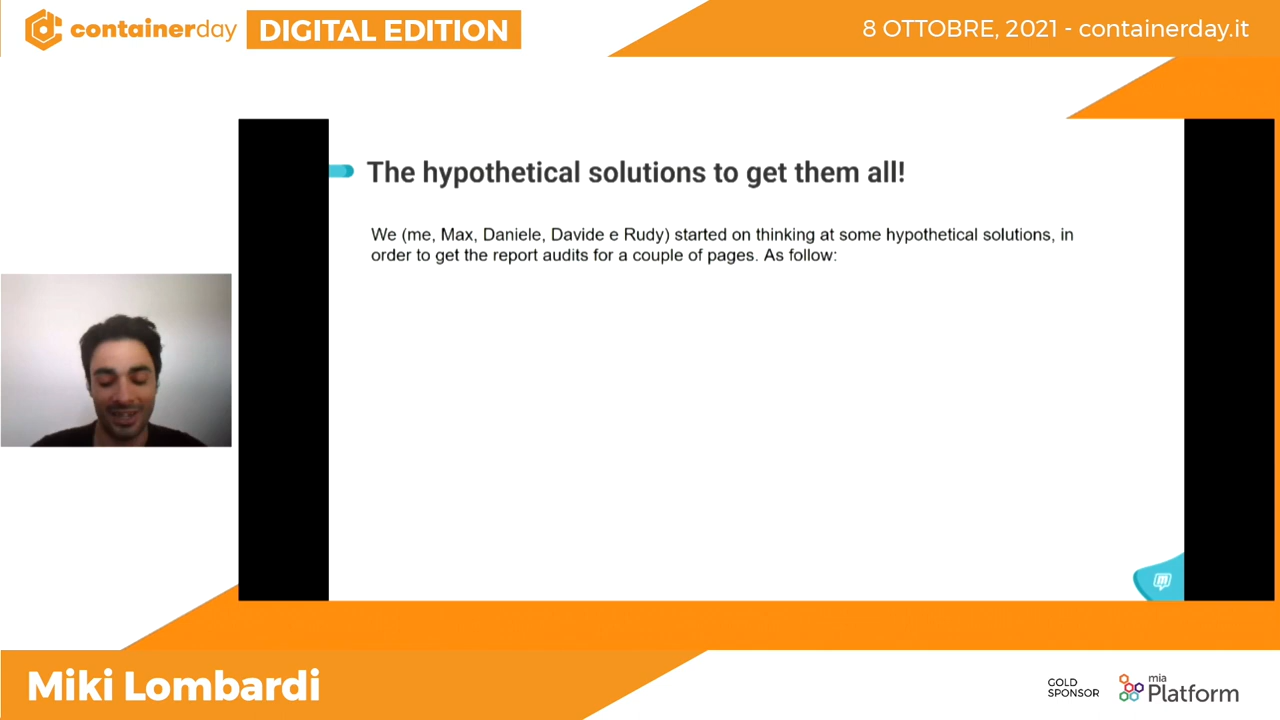 containerday DIGITAL EDITION
8 OTTOBRE, 2021 - containerday.it
The hypothetical solutions to get them all!
We (me, Max, Daniele, Davide e Rudy) started on thinking at some hypothetical solutions, in
order to get the report audits for a couple of pages. As follow:
Miki Lombardi
GOLD
SPONSOR
mia
Platform